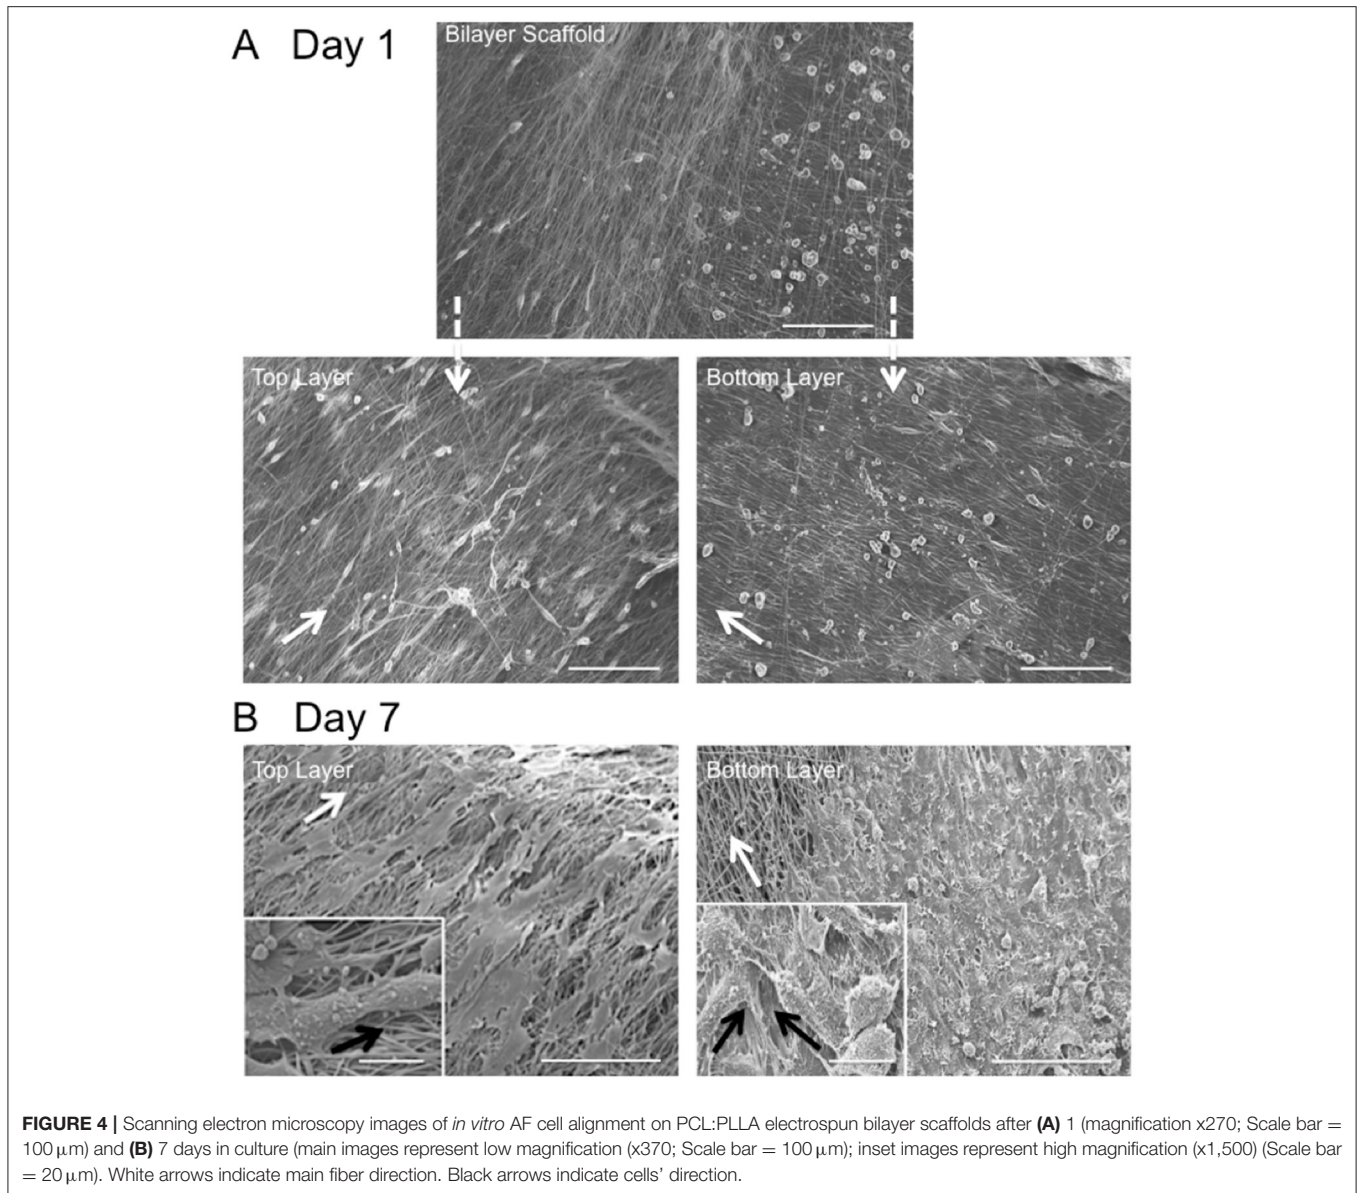 A Day 1
Bilayer Scaffold
Top Layer
Bottom Layer
B Day 7
Top Layer
Bottom Layer
FIGURE 4 | Scanning electron microscopy images of in vitro AF cell alignment on PCL:PLLA electrospun bilayer scaffolds after (A) 1 (magnification x270; Scale bar =
100 μm) and (B) 7 days in culture (main images represent low magnification (x370; Scale bar = 100 μm); inset images represent high magnification (x1,500) (Scale bar
= 20 μm). White arrows indicate main fiber direction. Black arrows indicate cells' direction.